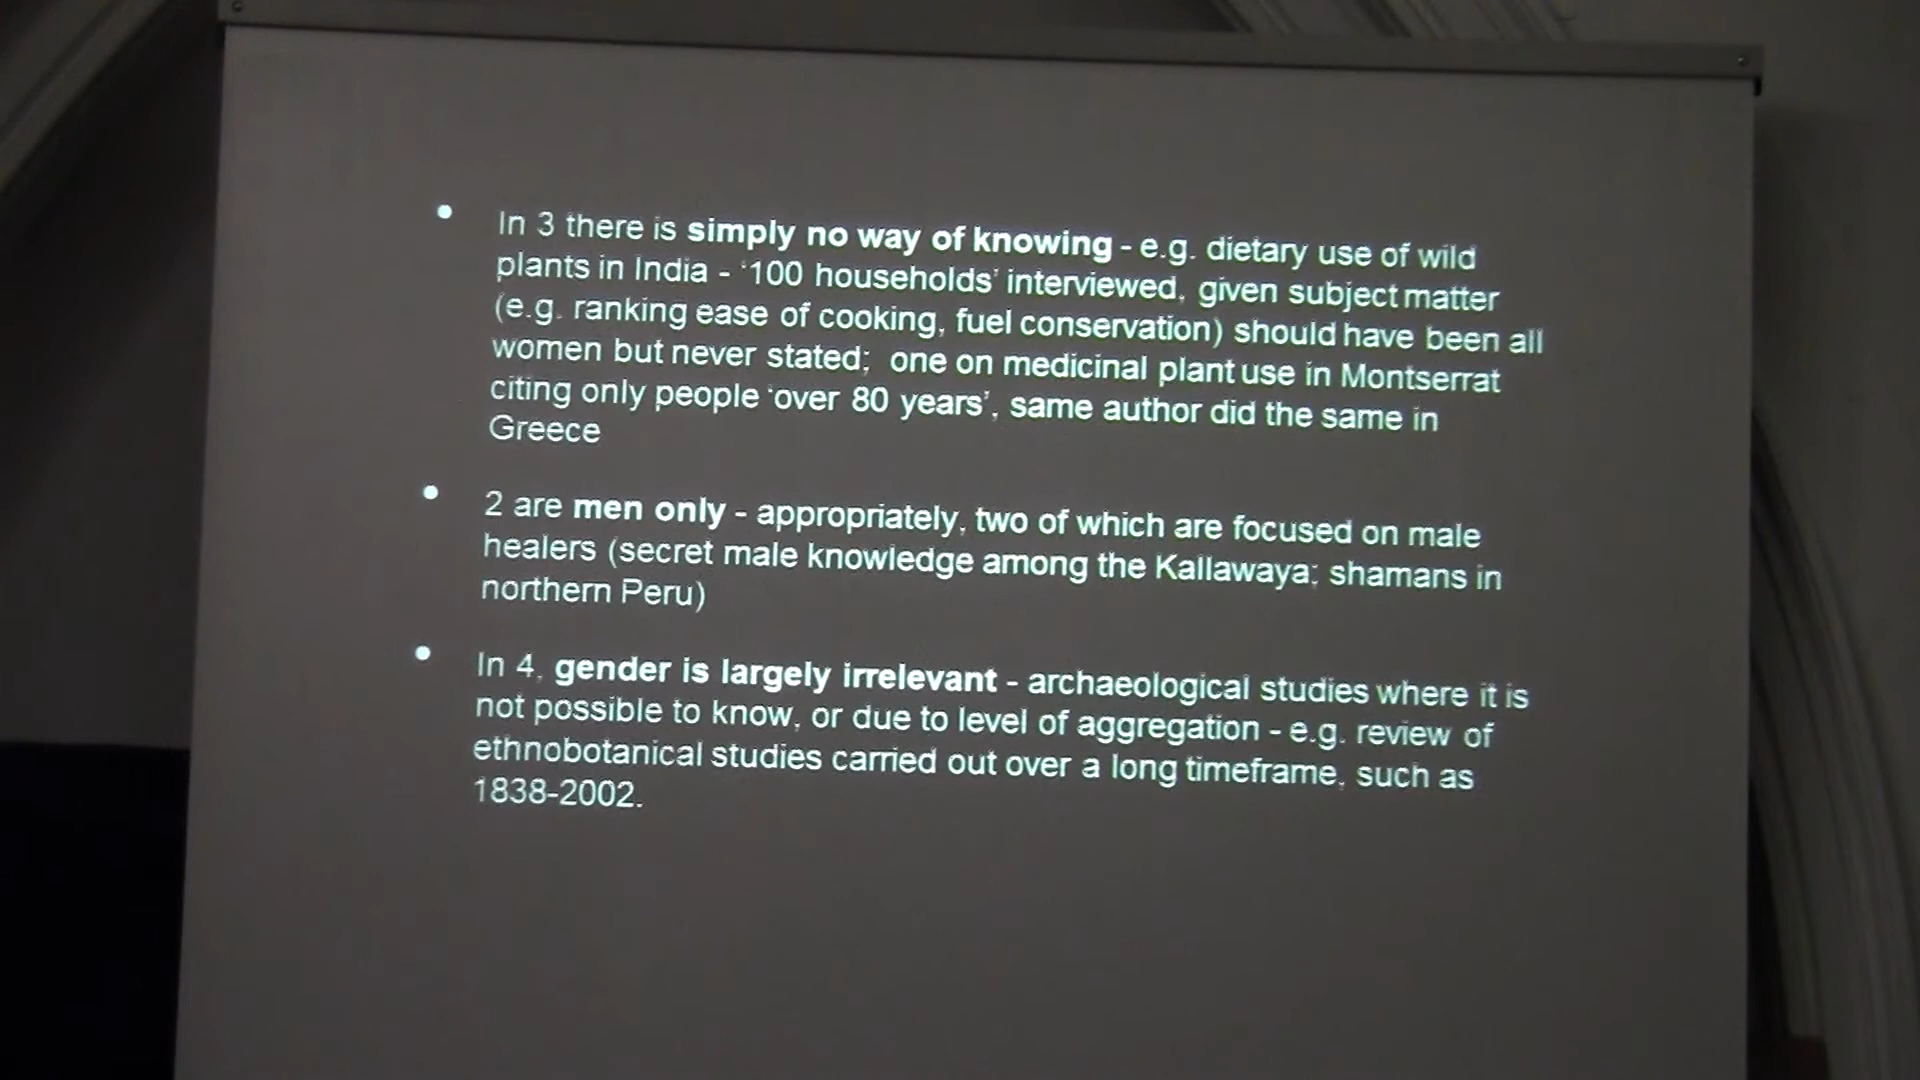 • In 3 there is simply no way of knowing - e.g. dietary use of wild
plants in India - ‘100 households’ interviewed, given subject matter
(e.g. ranking ease of cooking, fuel conservation) should have been all
women but never stated; one on medicinal plant use in Montserrat
citing only people ‘over 80 years’, same author did the same in
Greece
• 2 are men only - appropriately, two of which are focused on male
healers (secret male knowledge among the Kallawaya; shamans in
northern Peru)
• In 4, gender is largely irrelevant - archaeological studies where it is
not possible to know, or due to level of aggregation - e.g. review of
ethnobotanical studies carried out over a long timeframe, such as
1838-2002.